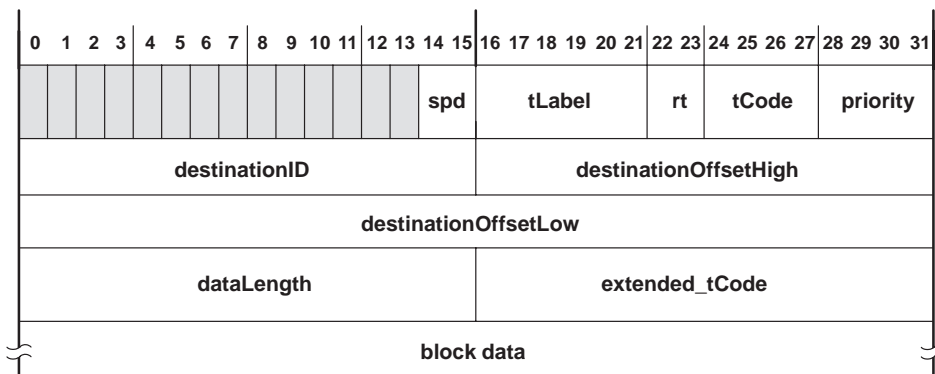 0 1 2 3 4 5 6 7 8 9 10 11 12 13 14 15 16 17 18 19 20 21 22 23 24 25 26 27 28 29 30 31
spd tLabel rt tCode priority
destinationID destinationOffsetHigh
destinationOffsetLow
dataLength extended_tCode
block data